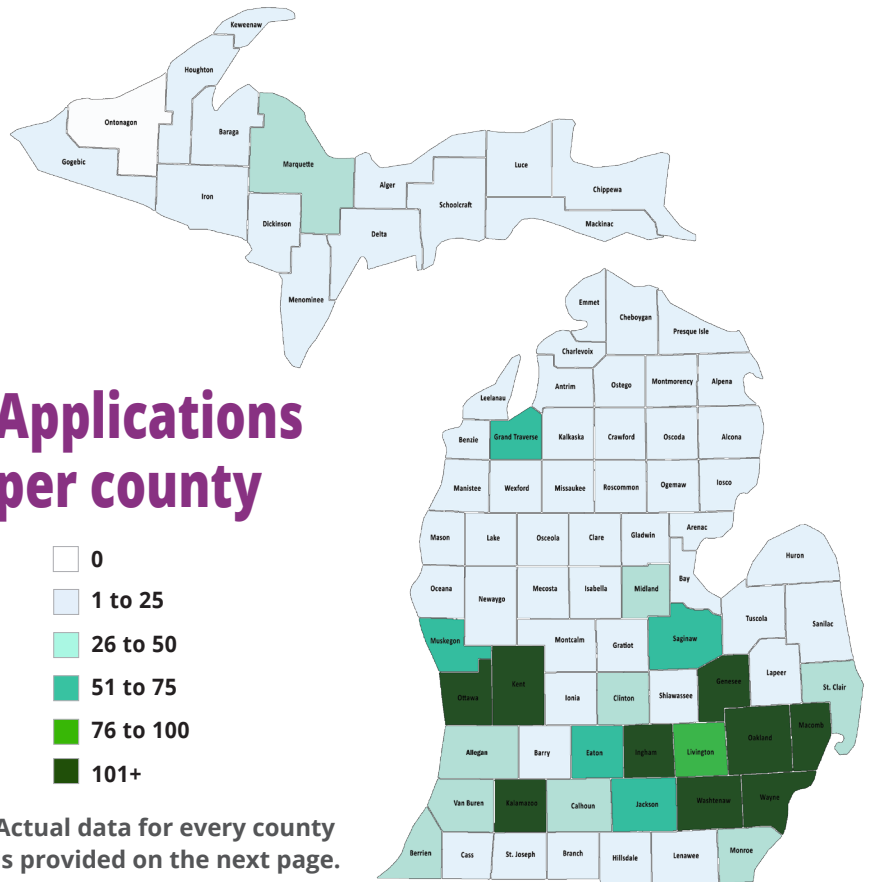 Keweenaw
Houghton
Ontonagon
Baraga
Gogebic
Marquette
Luce
Alger
Chippewa
Iron
Schoolcraft
Dickinson
Mackinac
Delta
Menominee
Emmet
Cheboygan
Presque Isle
Charlevoix
Antrim
Ostego
Montmorency
Alpena
Leelanau
Benzie
Grand Traverse
Kalkaska
Crawford
Oscoda
Alcona
Manistee
Wexford
Missaukee
Roscommon
Ogemaw
Iosco
Mason
Lake
Osceola
Clare
Gladwin
Arenac
Huron
Oceana
Newaygo
Mecosta
Isabella
Midland
Bay
Tuscola
Sanilac
Muskegon
Montcalm
Gratiot
Saginaw
Ottawa
Kent
Ionia
Clinton
Shiawassee
Genesee
Lapeer
St. Clair
Allegan
Barry
Eaton
Ingham
Livington
Oakland
Macomb
Van Buren
Kalamasoo
Calhoun
Jackson
Washtenaw
Wayne
Berrien
Cass
St. Joseph
Branch
Hillsdale
Lenawee
Monroe
Applications
per county
0
1 to 25
26 to 50
51 to 75
76 to 100
101+
Actual data for every county
is provided on the next page.